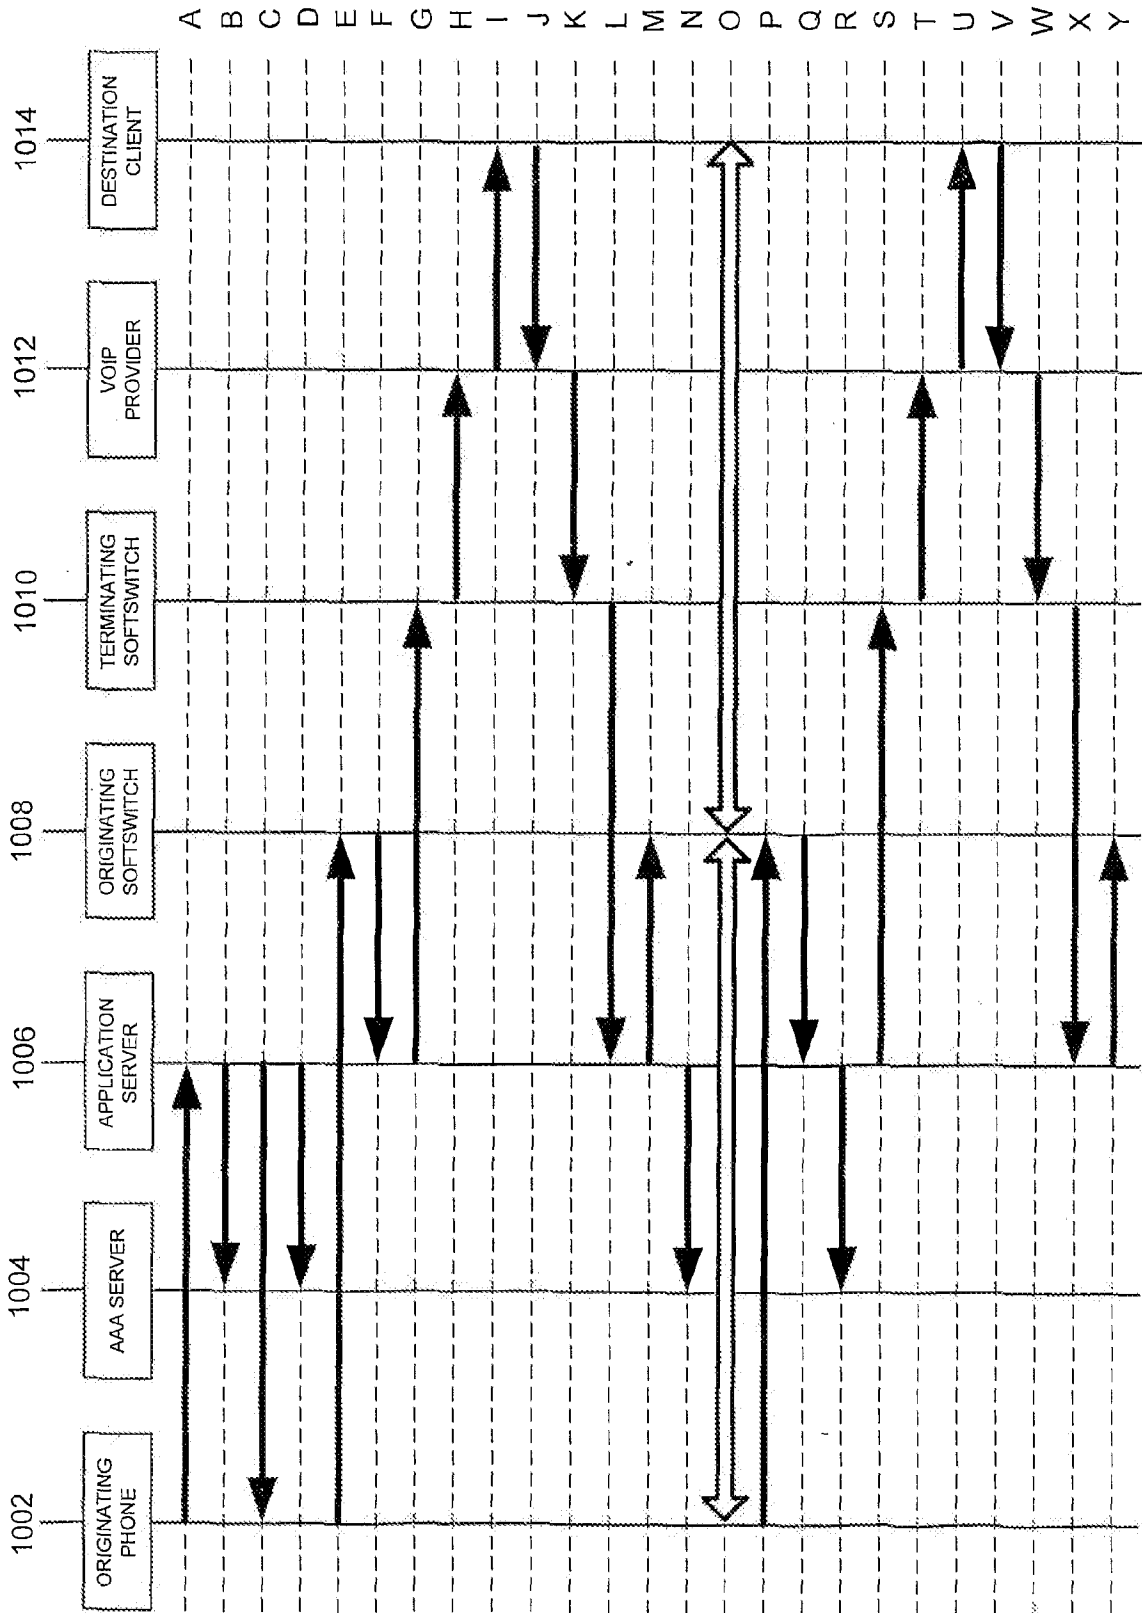 1002
1004
1006
1008
1010
1012
1014
ORIGINATING
PHONE
AAA SERVER
APPLICATION
SERVER
ORIGINATING
SOFTSWITCH
TERMINATING
SOFTSWITCH
VOIP
PROVIDER
DESTINATION
CLIENT
A
B
C
D
E
F
G
H
I
J
K
L
M
N
O
P
Q
R
S
T
U
V
W
X
Y